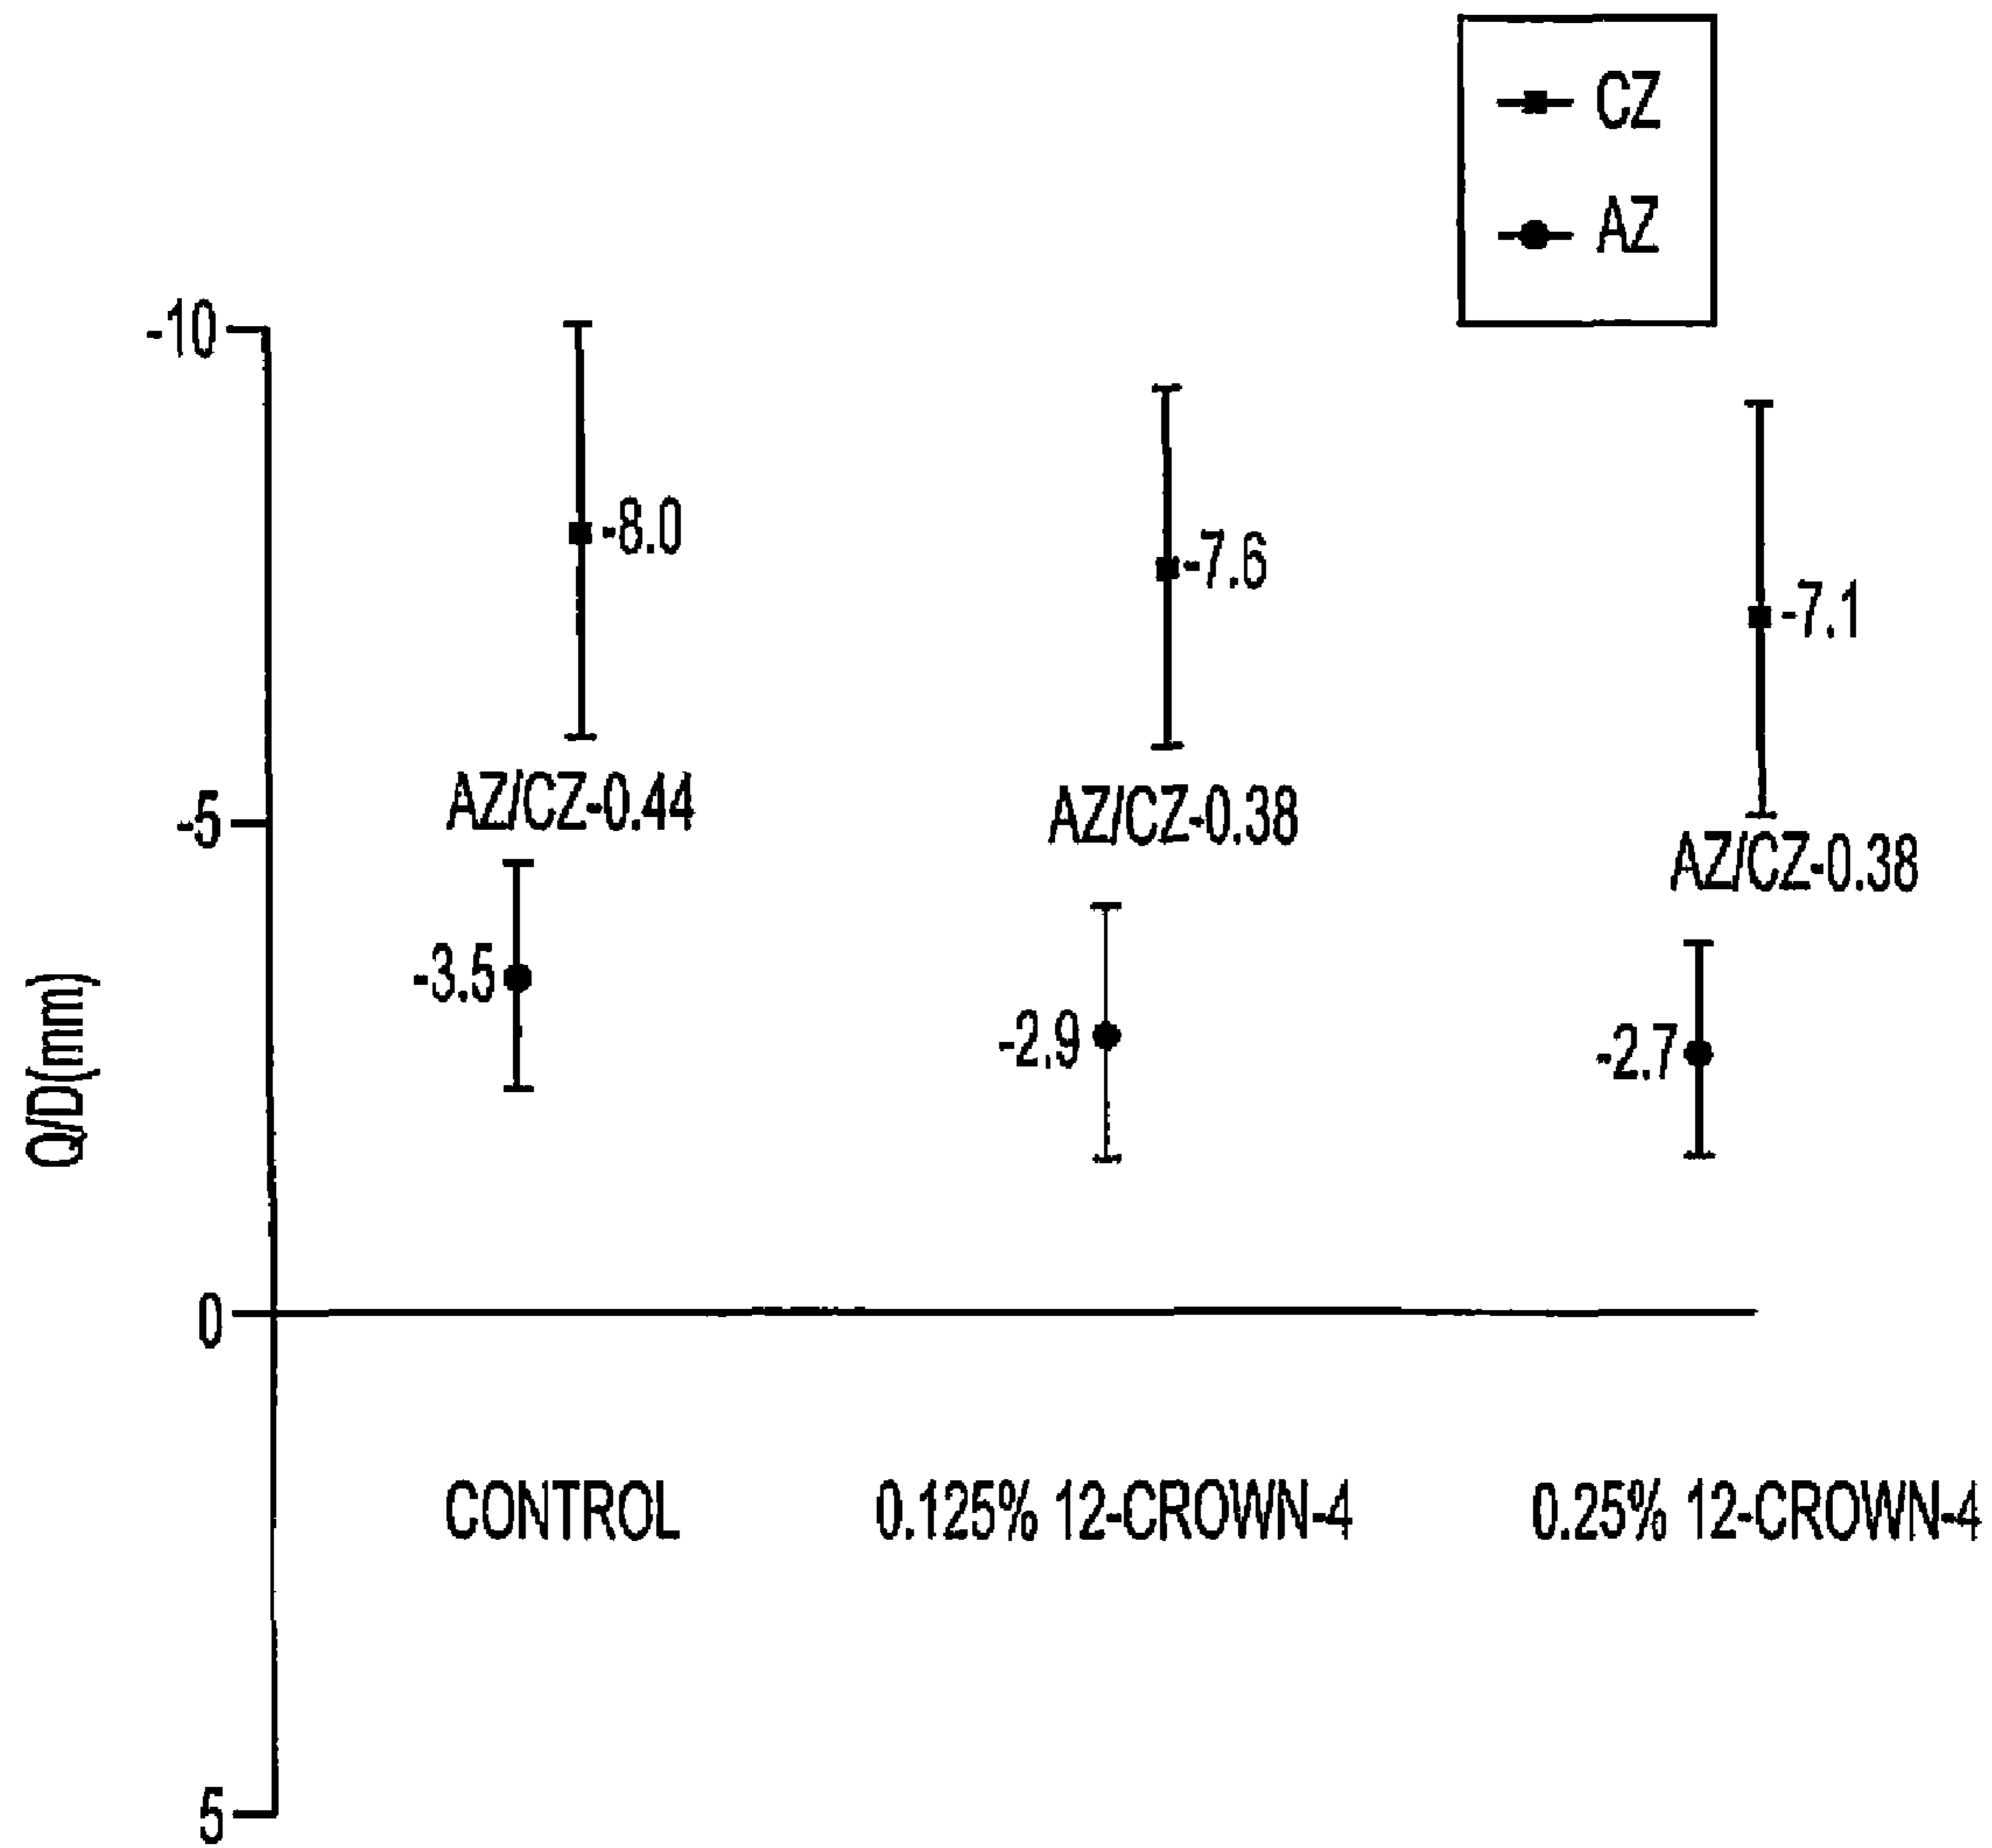 CZ
AZ
-10
-8.0
-7.6
-7.1
AZ/CZ-0.44
AZ/CZ-0.38
AZ/CZ-0.38
-5
-3.5
-2.9
-2.7
Q/D(mm)
0
CONTROL
0.125% 12-CROWN-4
0.25% 12-CROWN-4
5